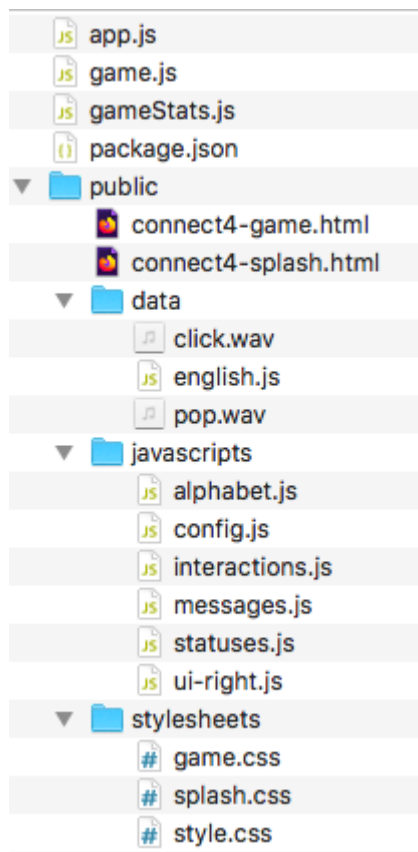 app.js
game.js
gameStats.js
package.json
public
connect4-game.html
connect4-splash.html
data
click.wav
english.js
pop.wav
javascripts
alphabet.js
config.js
interactions.js
messages.js
statuses.js
ui-right.js
stylesheets
game.css
splash.css
style.css